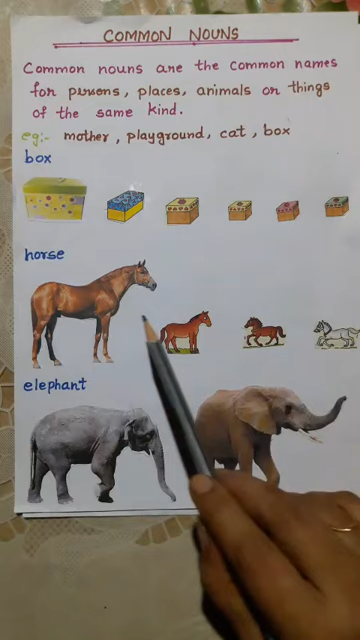 COMMON NOUNS
Common nouns are the common names
for persons, places, animals or things
of the same kind.
eg:- mother, playground, cat, box
box
horse
elephant